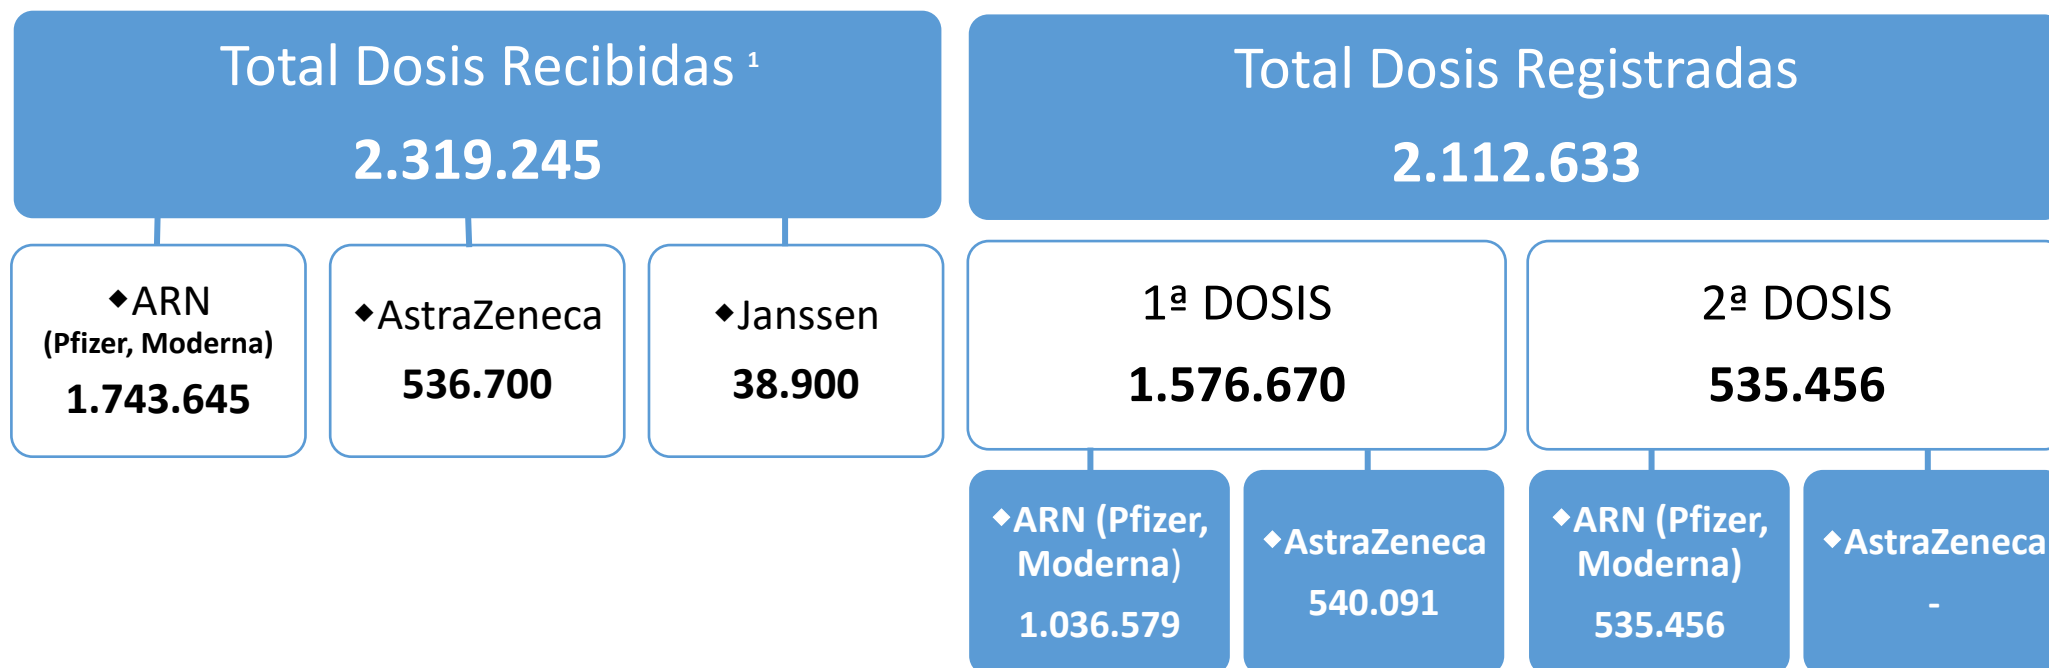 Total Dosis Recibidas ¹
2.319.245
◆ARN
(Pfizer, Moderna)
1.743.645
◆AstraZeneca
536.700
◆Janssen
38.900
Total Dosis Registradas
2.112.633
1ª DOSIS
1.576.670
◆ARN (Pfizer,
Moderna)
1.036.579
◆AstraZeneca
540.091
2ª DOSIS
535.456
◆ARN (Pfizer,
Moderna)
535.456
◆AstraZeneca
-